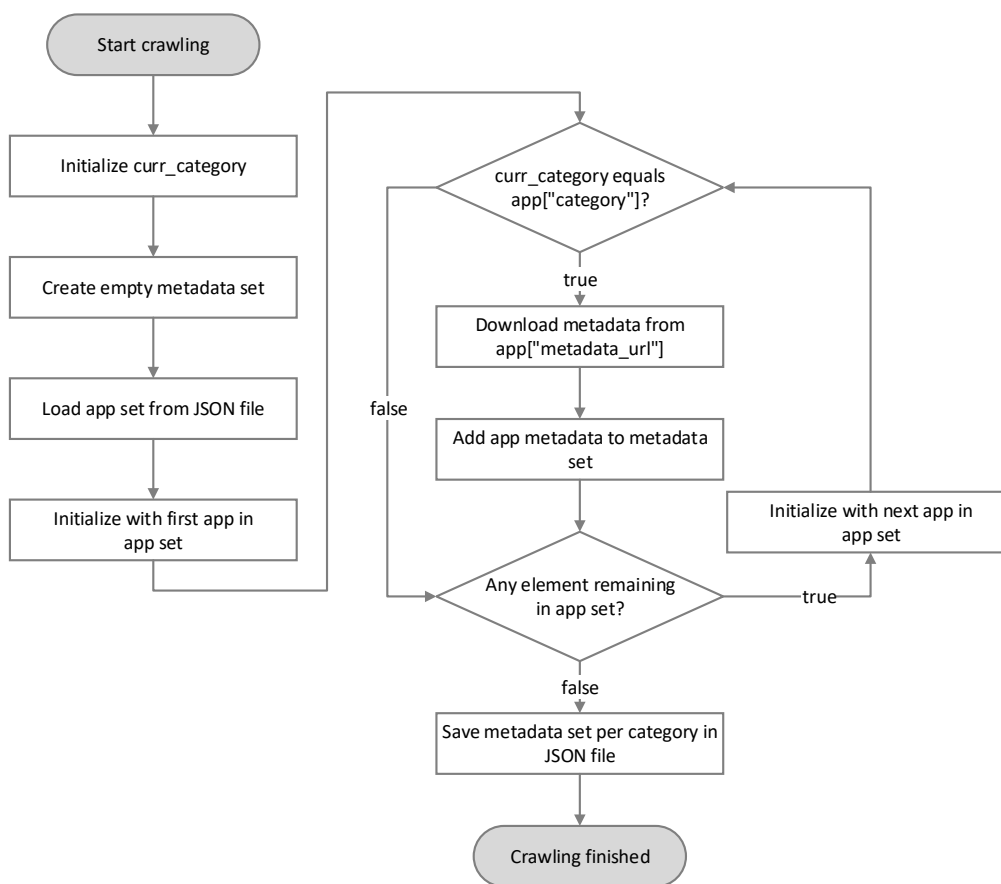 Start crawling
Initialize curr_category
Create empty metadata set
Load app set from JSON file
Initialize with first app in
app set
curr_category equals
app["category"]?
true
Download metadata from
app["metadata_url"]
false
Add app metadata to metadata
set
Initialize with next app in
app set
Any element remaining
in app set?
true
false
Save metadata set per category in
JSON file
Crawling finished